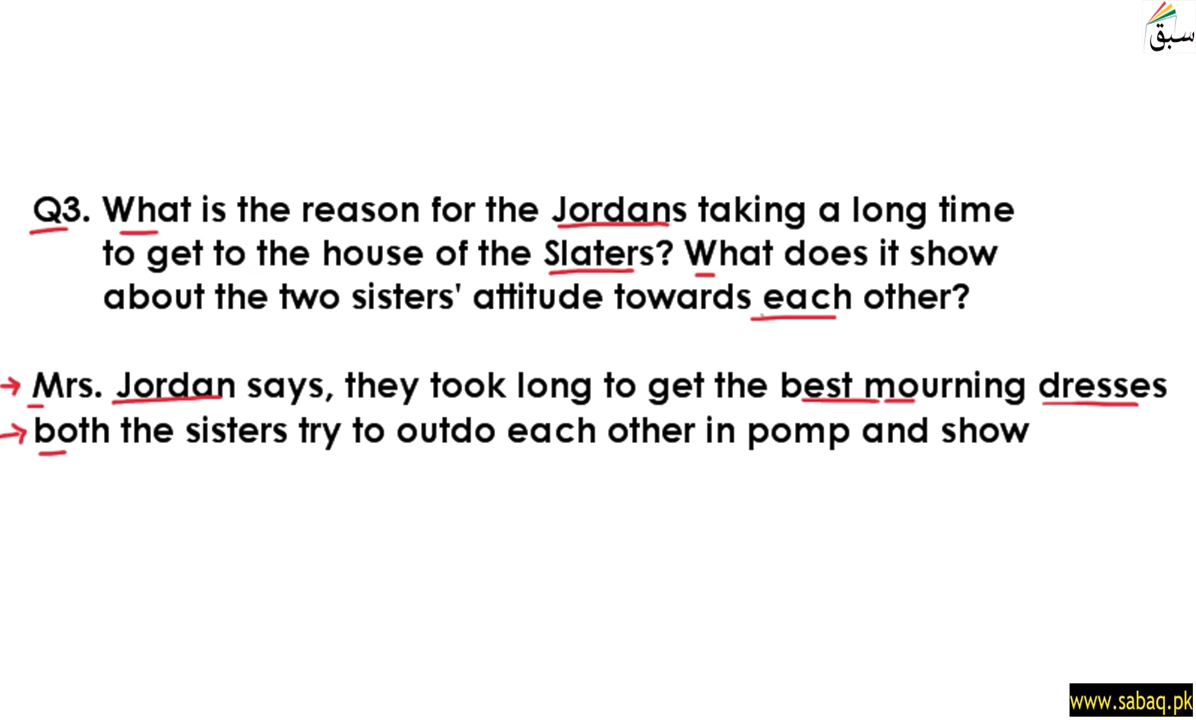 سبق
Q3. What is the reason for the Jordans taking a long time
to get to the house of the Slaters? What does it show
about the two sisters' attitude towards each other?
→ Mrs. Jordan says, they took long to get the best mourning dresses
→ both the sisters try to outdo each other in pomp and show
www.sabaq.pk